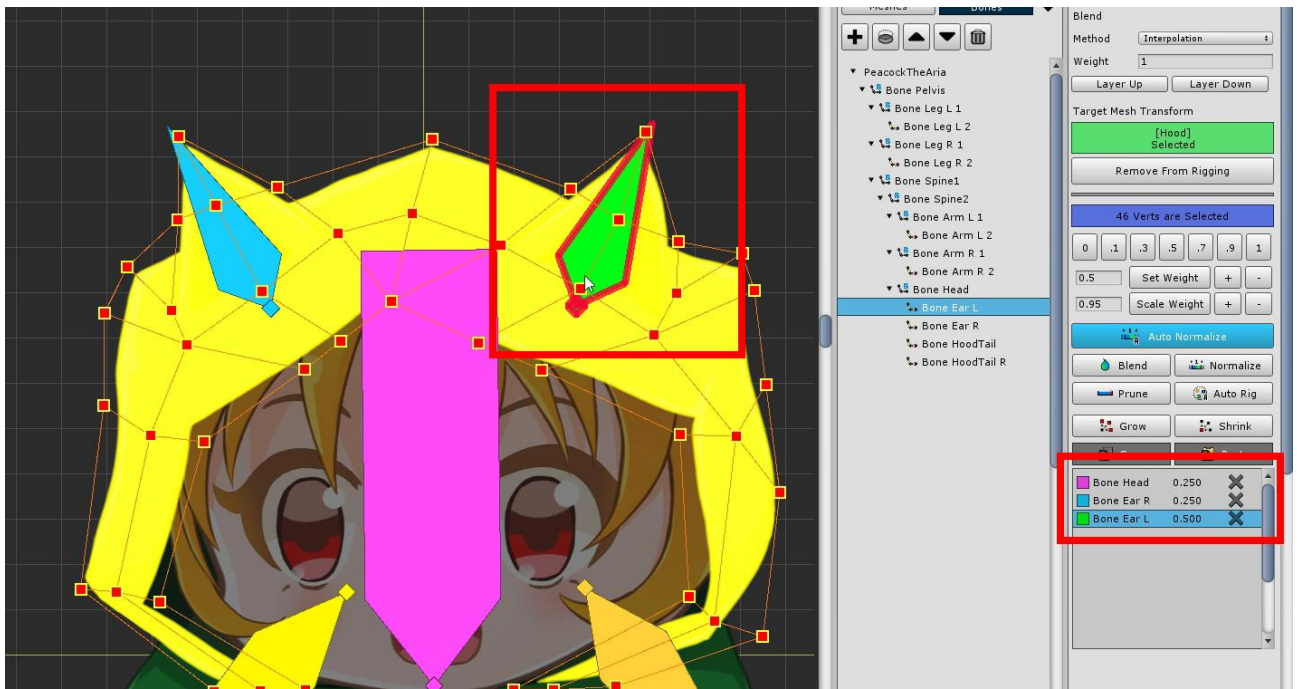 Meshes
Bones
PeacockTheAria
Bone Pelvis
Bone Leg L 1
Bone Leg L 2
Bone Leg R 1
Bone Leg R 2
Bone Spine1
Bone Spine2
Bone Arm L 1
Bone Arm L 2
Bone Arm R 1
Bone Arm R 2
Bone Head
Bone Ear L
Bone Ear R
Bone HoodTail
Bone HoodTail R
Blend
Method Interpolation
Weight 1
Layer Up Layer Down
Target Mesh Transform
[Hood]
Selected
Remove From Rigging
46 Verts are Selected
0 .1 .3 .5 .7 .9 1
0.5 Set Weight + -
0.95 Scale Weight + -
Auto Normalize
Blend Normalize
Prune Auto Rig
Grow Shrink
Bone Head 0.250
Bone Ear R 0.250
Bone Ear L 0.500